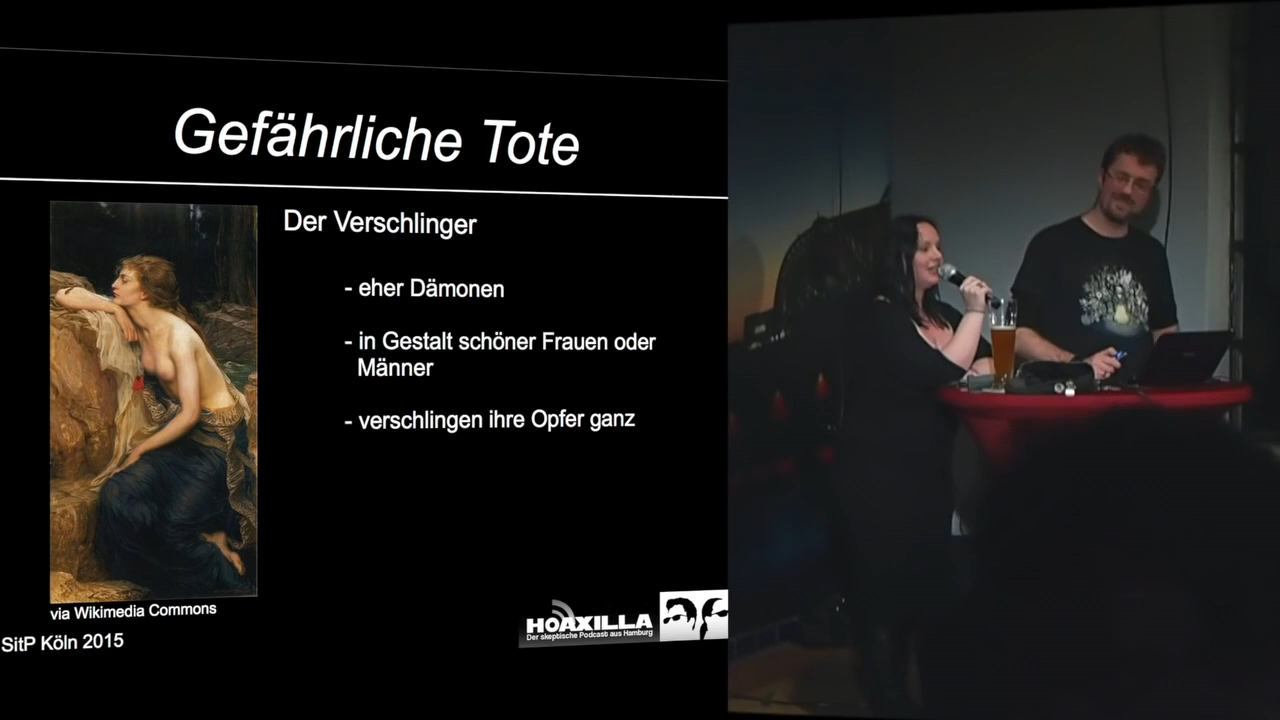 Gefährliche Tote
Der Verschlinger
- eher Dämonen
- in Gestalt schöner Frauen oder
Männer
- verschlingen ihre Opfer ganz
via Wikimedia Commons
SitP Köln 2015
HOAXILLA
Der skeptische Podcast aus Hamburg